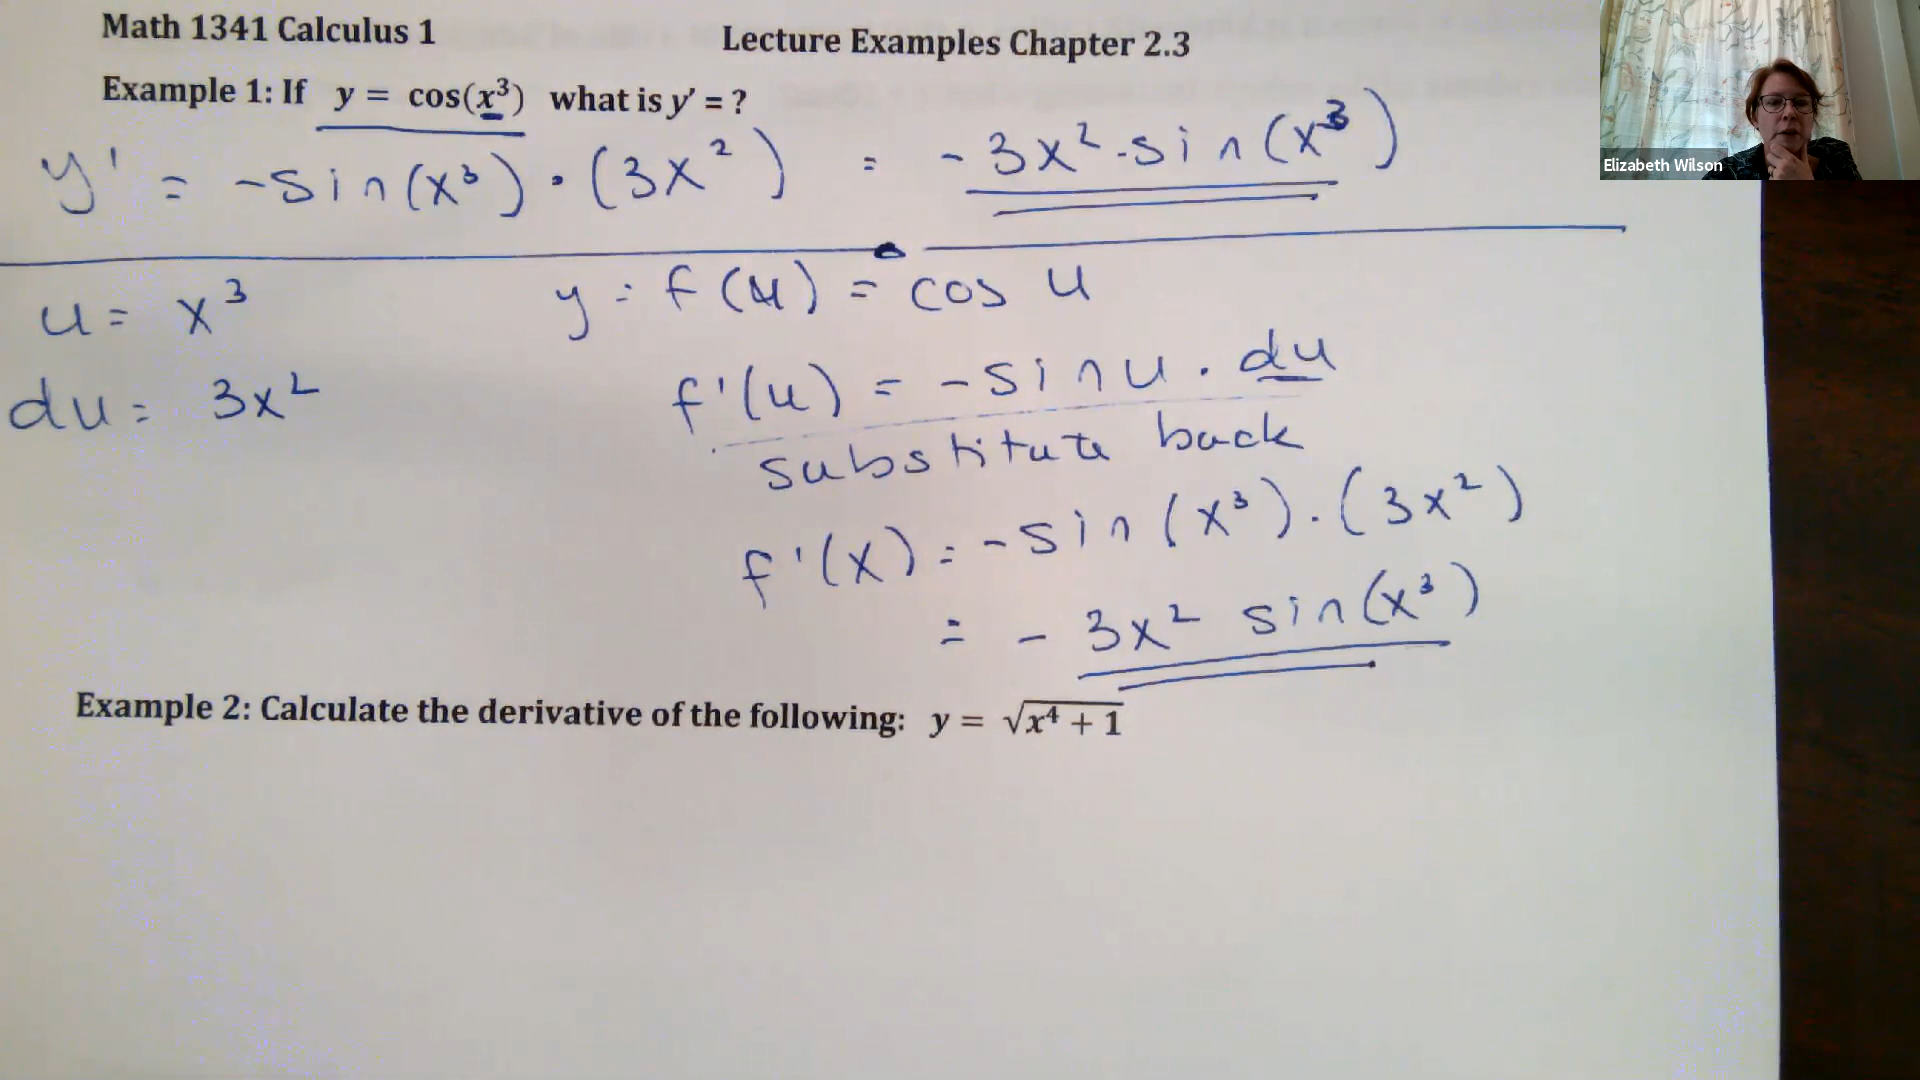 Math 1341 Calculus 1
Lecture Examples Chapter 2.3
Example 1: If y = cos(x³) what is y′ = ?
y' = -sin(x³) · (3x²) = -3x²·sin(x³)
Elizabeth Wilson
u = x³
y = f(u) = cos u
du = 3x²
f'(u) = -sin u · du
substitute back
f'(x) = -sin(x³)·(3x²)
= - 3x² sin(x³)
Example 2: Calculate the derivative of the following: y = √(x⁴ + 1)